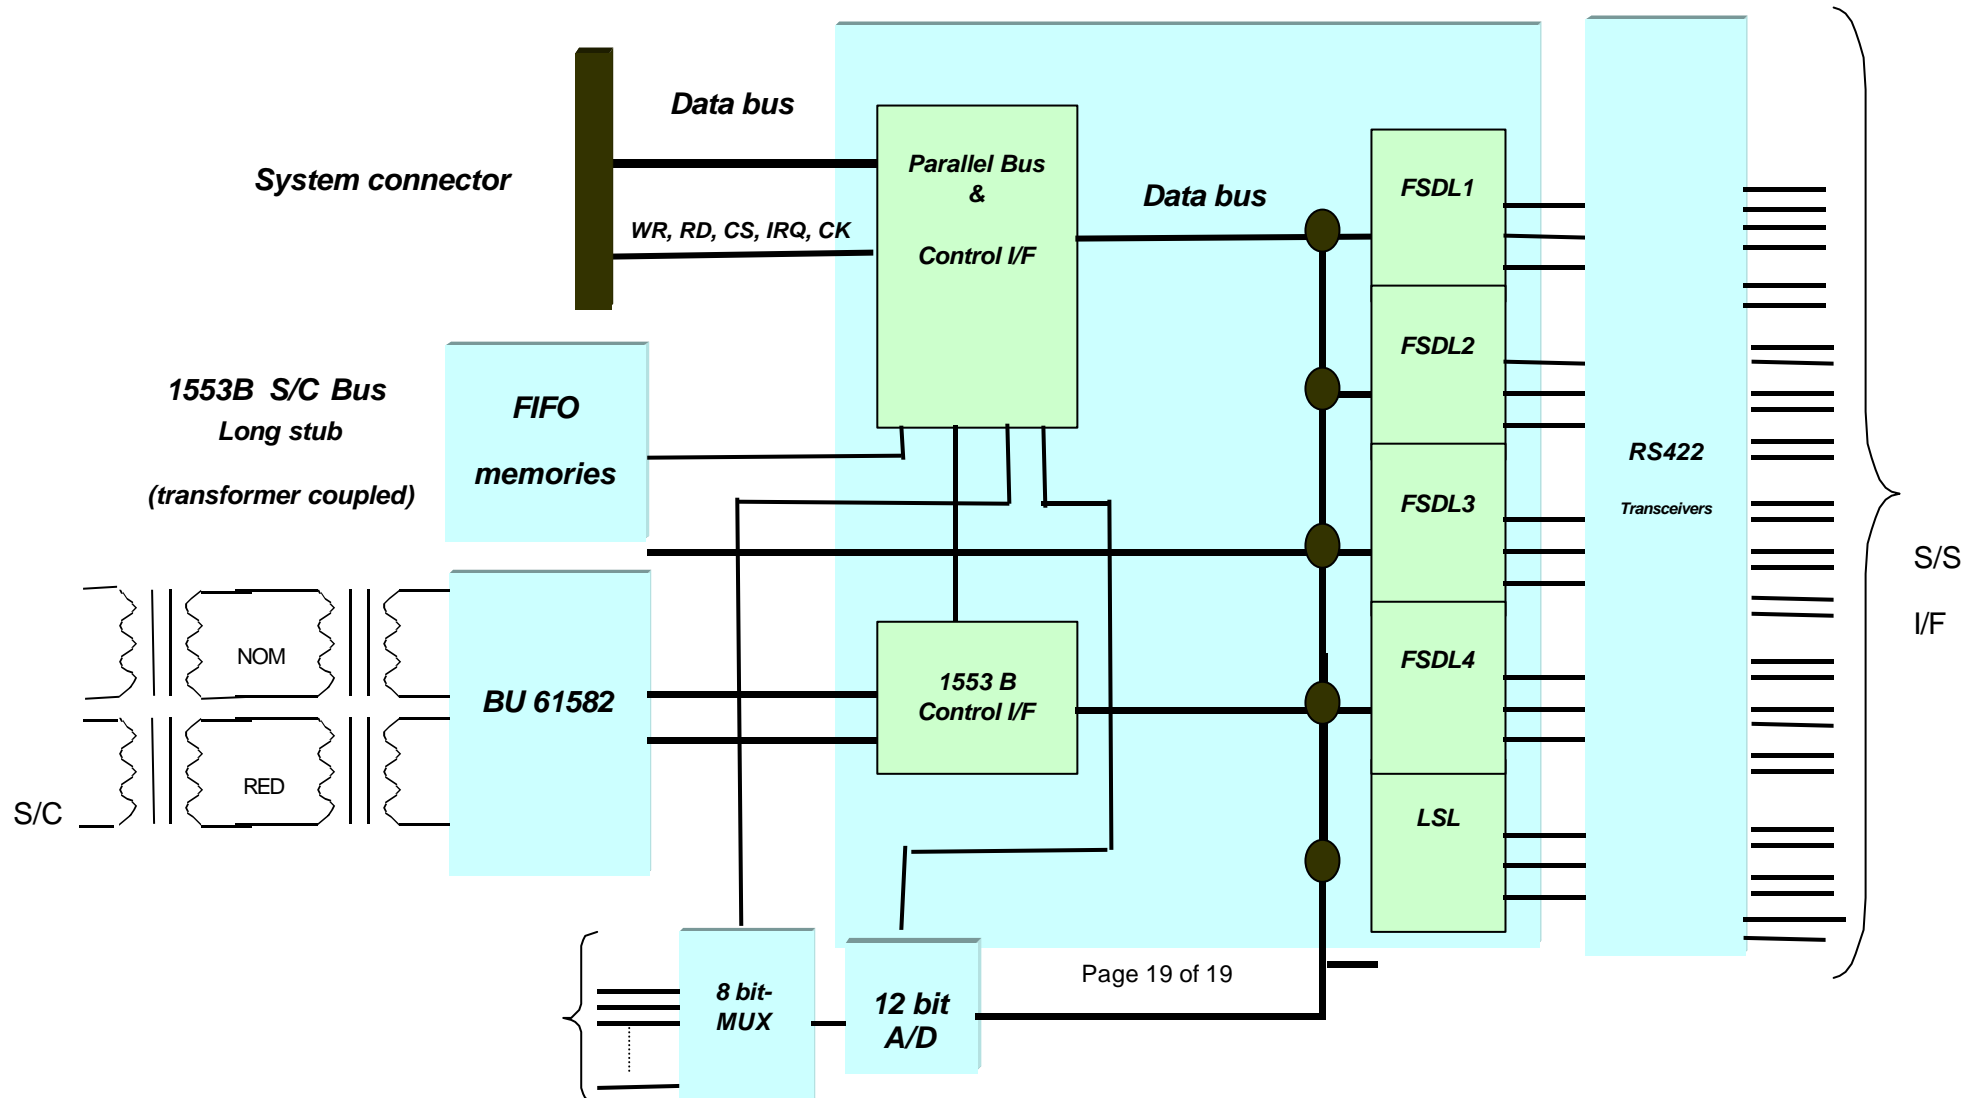 Data bus
System connector
WR, RD, CS, IRQ, CK
Parallel Bus
&
Control I/F
Data bus
FSDL1
FSDL2
FSDL3
FSDL4
LSL
RS422
Transceivers
S/S
I/F
1553B S/C Bus
Long stub
(transformer coupled)
FIFO
memories
NOM
RED
S/C
BU 61582
1553 B
Control I/F
8 bit-
MUX
12 bit
A/D
Page 19 of 19